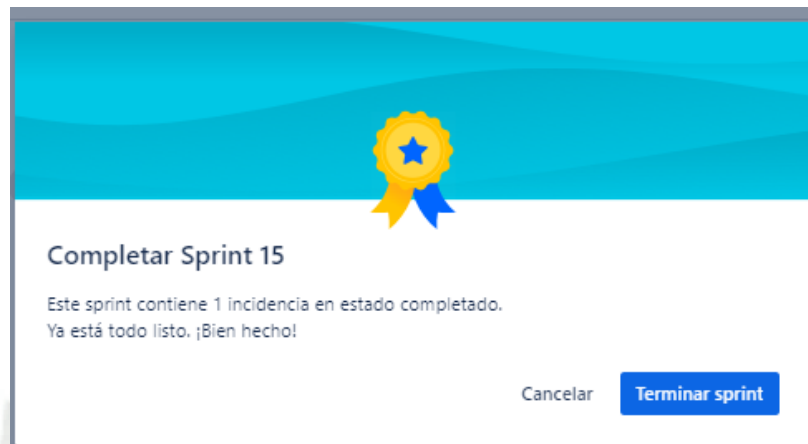 Completar Sprint 15
Este sprint contiene 1 incidencia en estado completado.
Ya está todo listo. ¡Bien hecho!
Cancelar
Terminar sprint